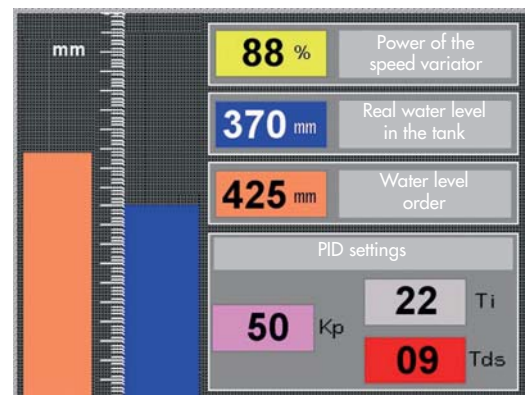 mm
88 %
Power of the
speed variator
370 mm
Real water level
in the tank
425 mm
Water level
order
PID settings
50 Kp
22 Ti
09 Tds